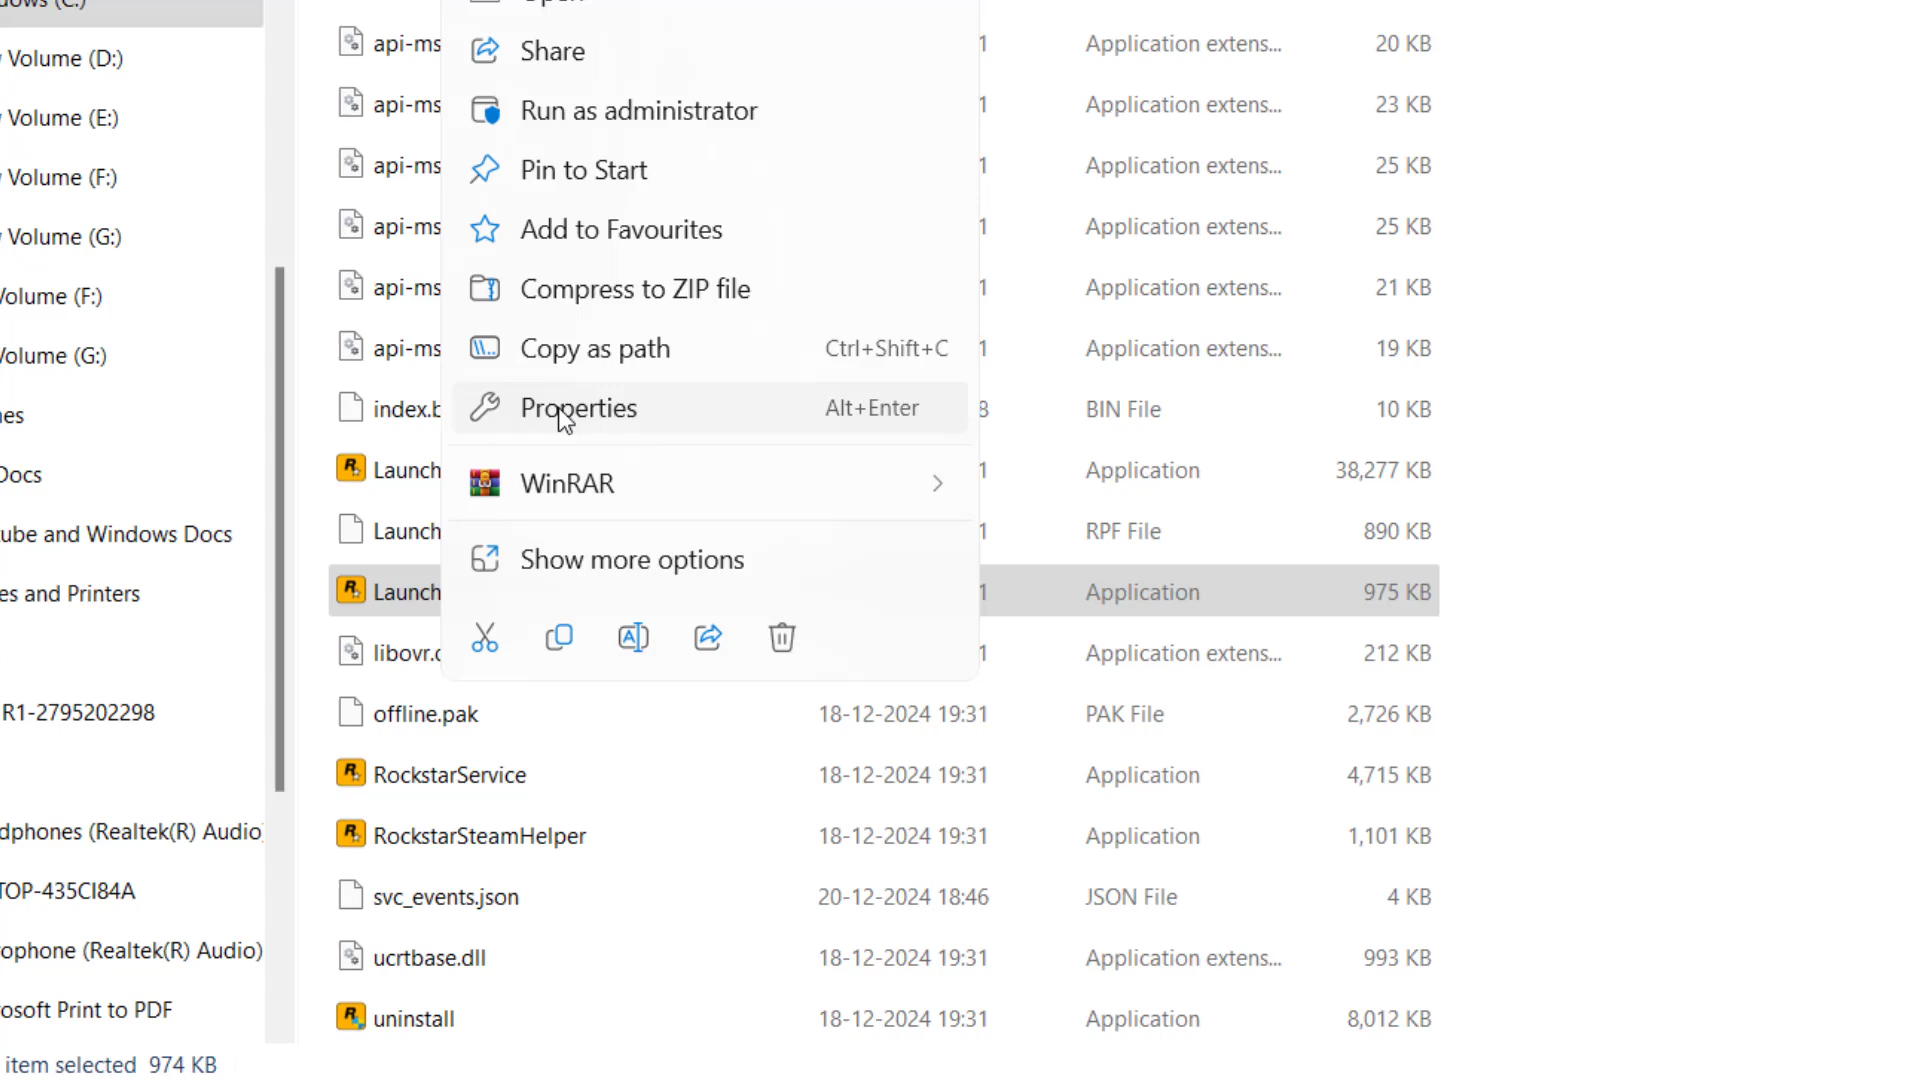 dows (C:)
Volume (D:)
Volume (E:)
Volume (F:)
Volume (G:)
Volume (F:)
Volume (G:)
es
Docs
ube and Windows Docs
es and Printers
R1-2795202298
dphones (Realtek(R) Audio)
TOP-435CI84A
rophone (Realtek(R) Audio)
osoft Print to PDF
item selected 974 KB
Open
Share
Run as administrator
Pin to Start
Add to Favourites
Compress to ZIP file
Copy as path Ctrl+Shift+C
Properties Alt+Enter
WinRAR
Show more options
api-ms 1 Application extens... 20 KB
api-ms 1 Application extens... 23 KB
api-ms 1 Application extens... 25 KB
api-ms 1 Application extens... 25 KB
api-ms 1 Application extens... 21 KB
api-ms 1 Application extens... 19 KB
index.b 8 BIN File 10 KB
Launch 1 Application 38,277 KB
Launch 1 RPF File 890 KB
Launch 1 Application 975 KB
libovr.d 1 Application extens... 212 KB
offline.pak 18-12-2024 19:31 PAK File 2,726 KB
RockstarService 18-12-2024 19:31 Application 4,715 KB
RockstarSteamHelper 18-12-2024 19:31 Application 1,101 KB
svc_events.json 20-12-2024 18:46 JSON File 4 KB
ucrtbase.dll 18-12-2024 19:31 Application extens... 993 KB
uninstall 18-12-2024 19:31 Application 8,012 KB